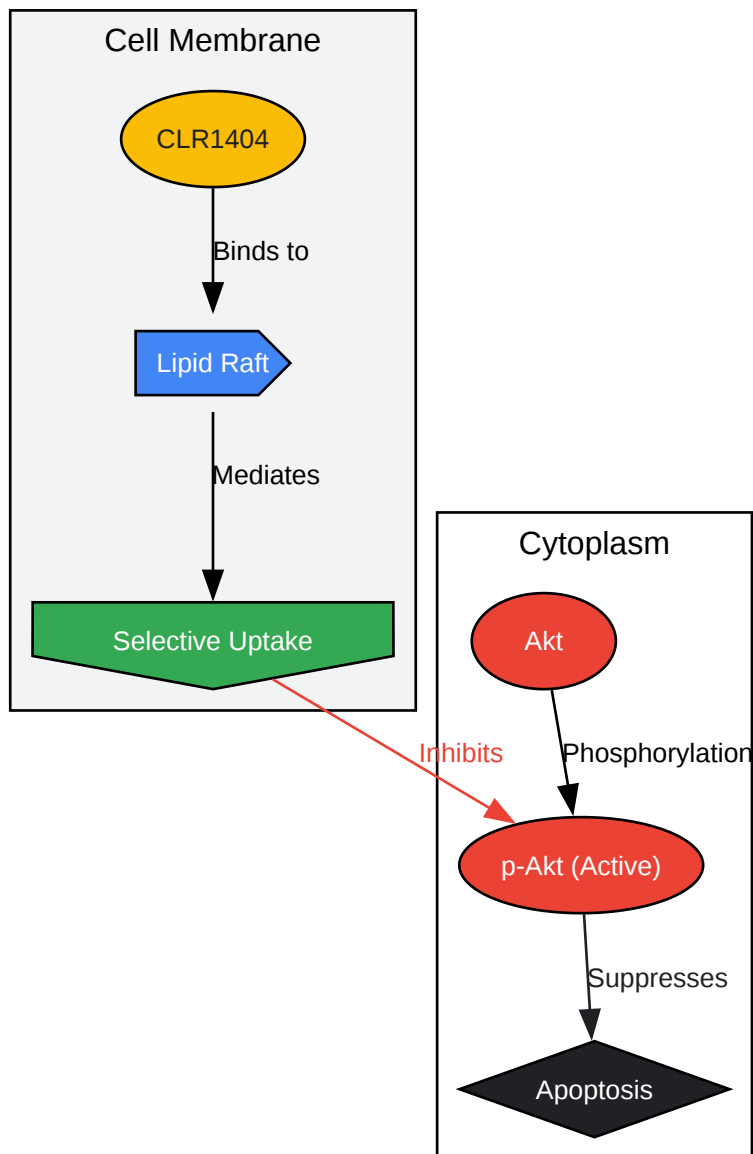 Cell Membrane
CLR1404
Binds to
Lipid Raft
Mediates
Selective Uptake
Inhibits
Cytoplasm
Akt
Phosphorylation
p-Akt (Active)
Suppresses
Apoptosis